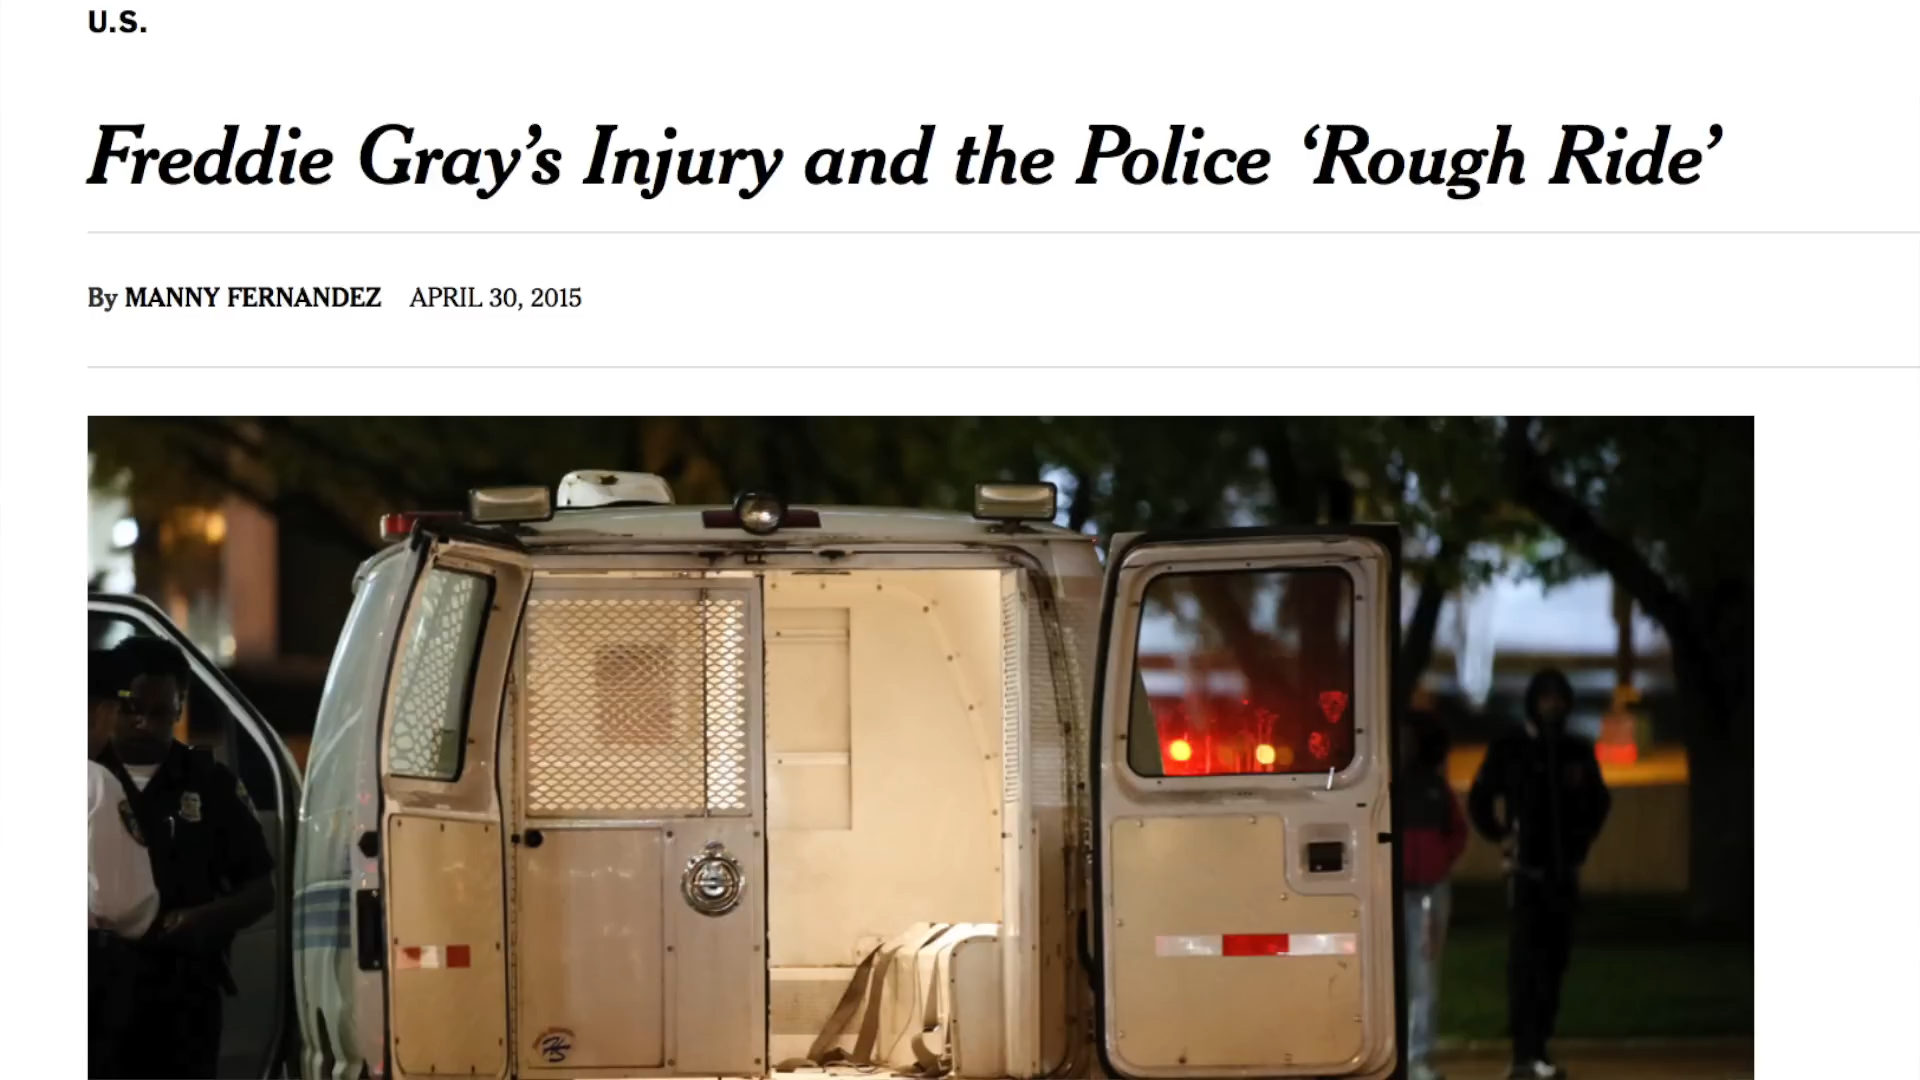 U.S.
Freddie Gray’s Injury and the Police ‘Rough Ride’
By MANNY FERNANDEZ APRIL 30, 2015